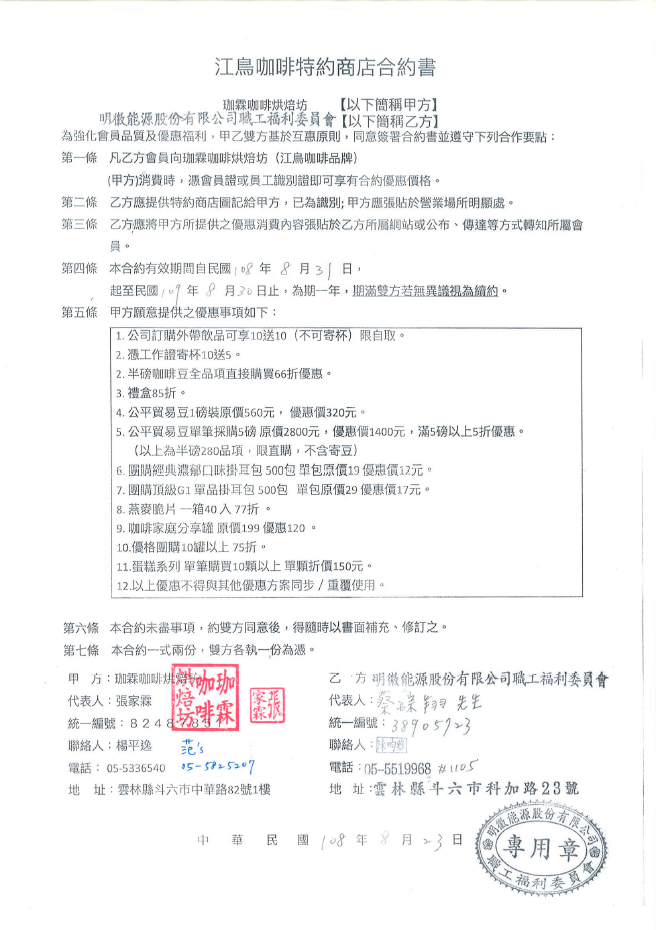 江鳥咖啡特約商店合約書
珈霖咖啡烘焙坊 【以下簡稱甲方】
明徽能源股份有限公司職工福利委員會【以下簡稱乙方】
為強化會員品質及優惠福利，甲乙雙方基於互惠原則，同意簽署合約書並遵守下列合作要點：
第一條 凡乙方會員向珈霖咖啡烘焙坊（江鳥咖啡品牌）
(甲方)消費時，憑會員證或員工識別證即可享有合約優惠價格。
第二條 乙方應提供特約商店圖記給甲方，已為識別; 甲方應張貼於營業場所明顯處。
第三條 乙方應將甲方所提供之優惠消費內容張貼於乙方所屬網站或公布、傳達等方式轉知所屬會
員。
第四條 本合約有效期間自民國108 年 8 月 31 日，
起至民國109 年 8 月 30日止，為期一年，期滿雙方若無異議視為續約。
第五條 甲方願意提供之優惠事項如下：
1. 公司訂購外帶飲品可享10送10（不可寄杯）限自取。
2. 憑工作證寄杯10送5。
2. 半磅咖啡豆全品項直接購買66折優惠。
3. 禮盒85折。
4. 公平貿易豆1磅裝原價560元， 優惠價320元。
5. 公平貿易豆單筆採購5磅 原價2800元，優惠價1400元，滿5磅以上5折優惠。
（以上為半磅280品項，限直購，不含寄豆）
6. 團購經典濃郁口味掛耳包 500包 單包原價19 優惠價12元。
7. 團購頂級G1 單品掛耳包 500包 單包原價29 優惠價17元。
8. 燕麥脆片 一箱40 入 77折 。
9. 咖啡家庭分享罐 原價199 優惠120 。
10.優格團購10罐以上 75折。
11.蛋糕系列 單筆購買10顆以上 單顆折價150元。
12.以上優惠不得與其他優惠方案同步 / 重覆使用。
第六條 本合約未盡事項，約雙方同意後，得隨時以書面補充、修訂之。
第七條 本合約一式兩份，雙方各執一份為憑。
甲 方：珈霖咖啡烘焙坊
珈霖咖啡烘焙坊
張家霖
代表人：張家霖
統一編號：82487851
聯絡人：楊平逸 范's
電話： 05-5336540 05-5825207
地 址：雲林縣斗六市中華路82號1樓
乙 方 明徽能源股份有限公司職工福利委員會
代表人：蔡 翔 先生
統一編號：38905723
聯絡人：
電話：05-5519968 #1105
地 址：雲林縣斗六市科加路23號
中 華 民 國 108 年 8 月 23 日
明徽能源股份有限公司
專用章
職工福利委員會